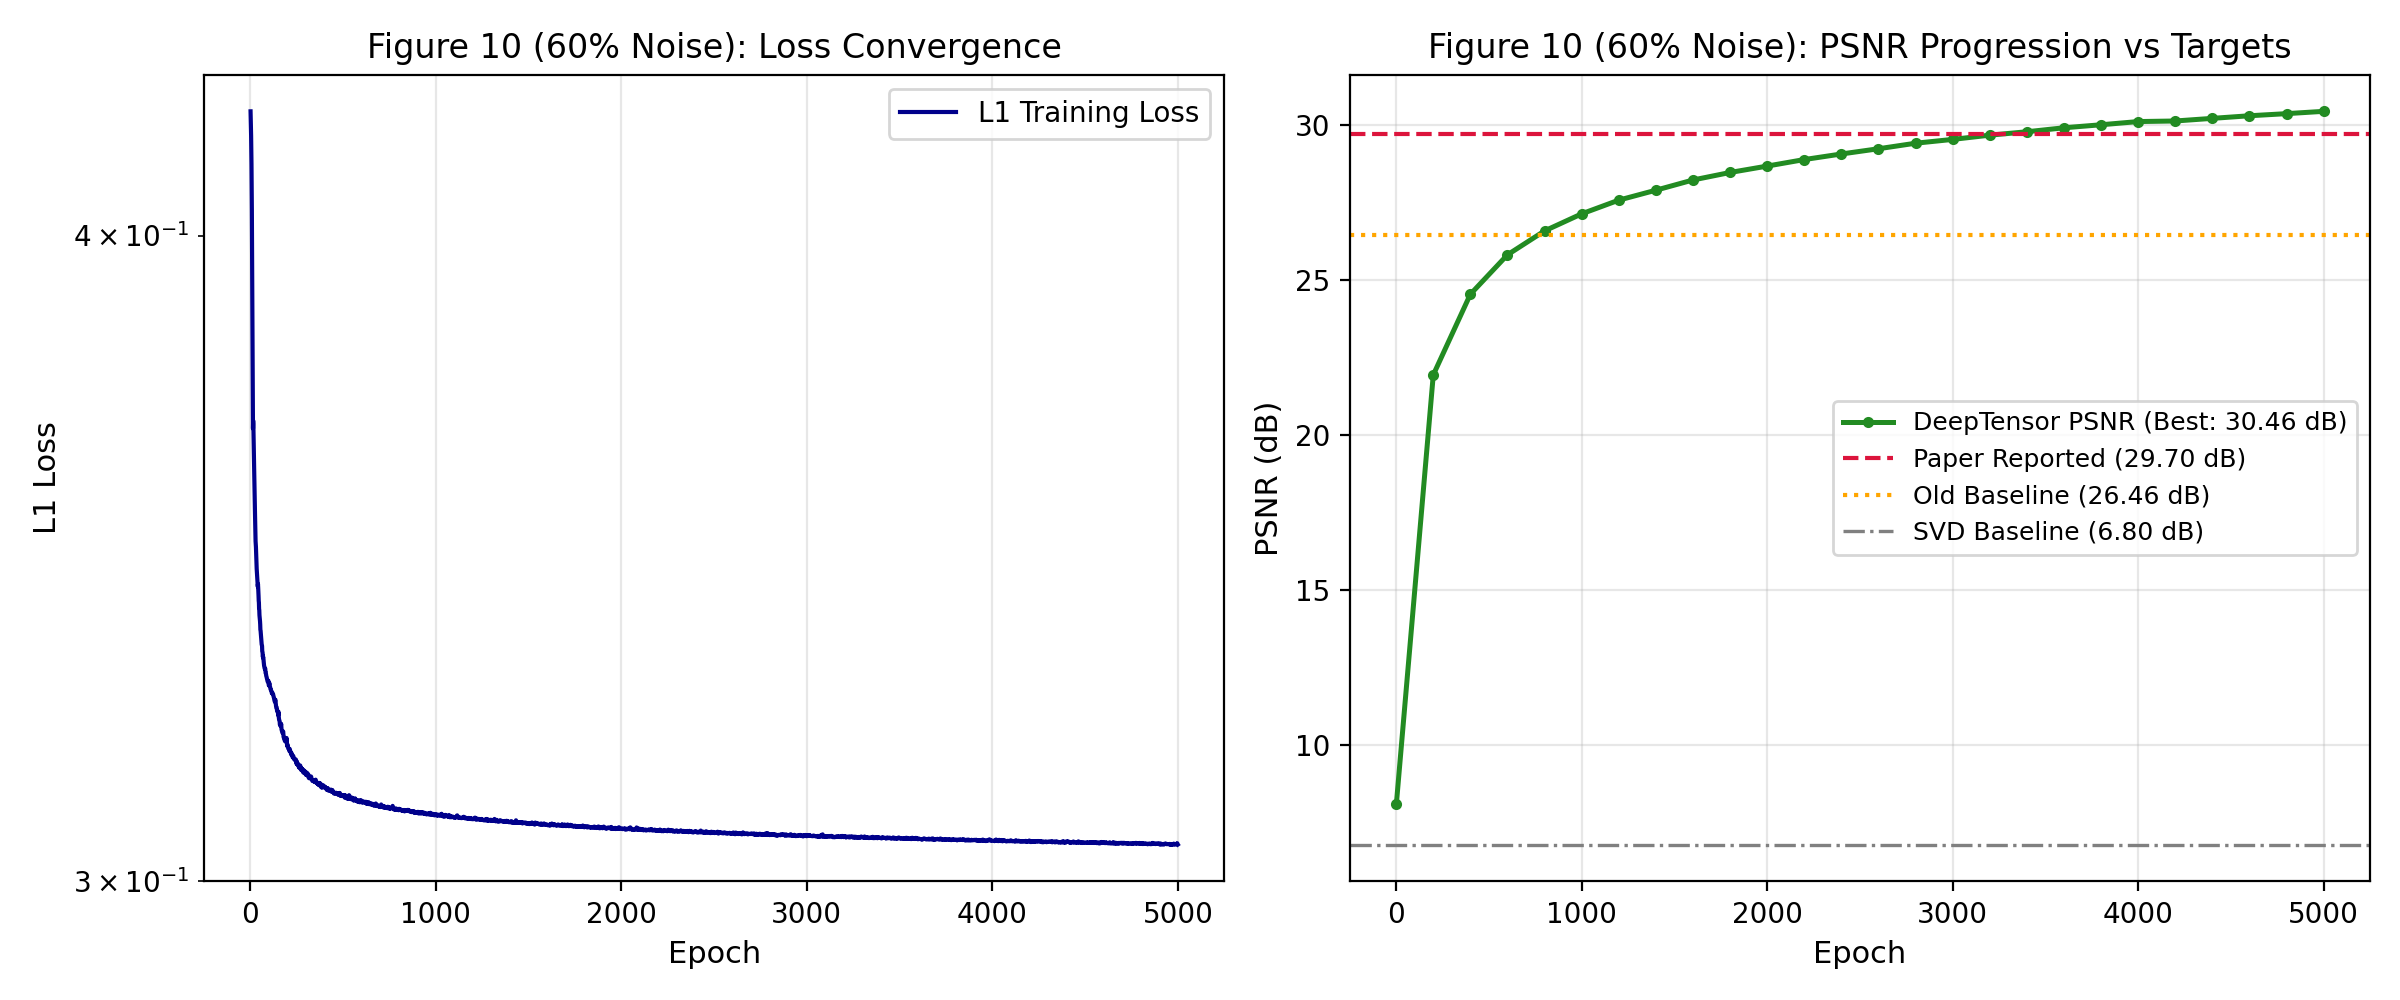 Figure 10 (60% Noise): Loss Convergence
L1 Training Loss
4 × 10⁻¹
3 × 10⁻¹
L1 Loss
0 1000 2000 3000 4000 5000
Epoch
Figure 10 (60% Noise): PSNR Progression vs Targets
30
25
20
15
10
PSNR (dB)
DeepTensor PSNR (Best: 30.46 dB)
Paper Reported (29.70 dB)
Old Baseline (26.46 dB)
SVD Baseline (6.80 dB)
0 1000 2000 3000 4000 5000
Epoch